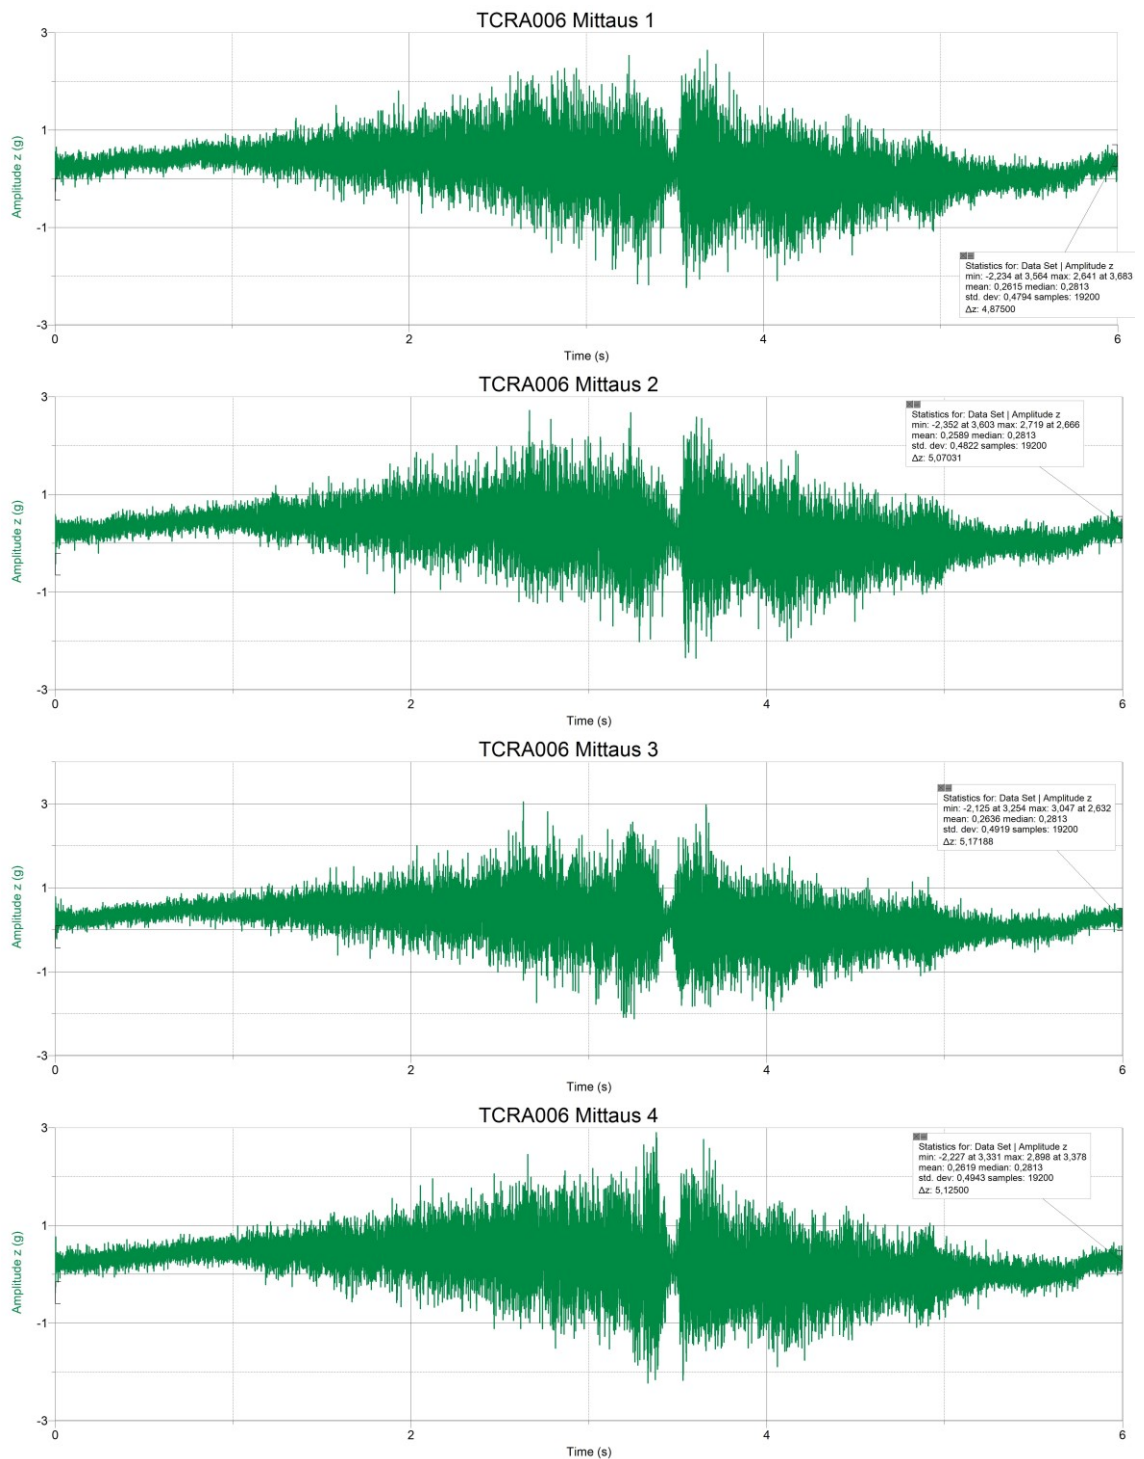 TCRA006 Mittaus 1
3
1
-1
-3
Amplitude z (g)
Statistics for: Data Set | Amplitude z
min: -2,234 at 3,564 max: 2,641 at 3,683
mean: 0,2615 median: 0,2813
std. dev: 0,4794 samples: 19200
Δz: 4,87500
0 2 4 6
Time (s)
TCRA006 Mittaus 2
3
1
-1
-3
Amplitude z (g)
Statistics for: Data Set | Amplitude z
min: -2,352 at 3,603 max: 2,719 at 2,666
mean: 0,2589 median: 0,2813
std. dev: 0,4822 samples: 19200
Δz: 5,07031
0 2 4 6
Time (s)
TCRA006 Mittaus 3
3
1
-1
-3
Amplitude z (g)
Statistics for: Data Set | Amplitude z
min: -2,125 at 3,254 max: 3,047 at 2,632
mean: 0,2636 median: 0,2813
std. dev: 0,4919 samples: 19200
Δz: 5,17188
0 2 4 6
Time (s)
TCRA006 Mittaus 4
3
1
-1
-3
Amplitude z (g)
Statistics for: Data Set | Amplitude z
min: -2,227 at 3,331 max: 2,898 at 3,378
mean: 0,2619 median: 0,2813
std. dev: 0,4943 samples: 19200
Δz: 5,12500
0 2 4 6
Time (s)